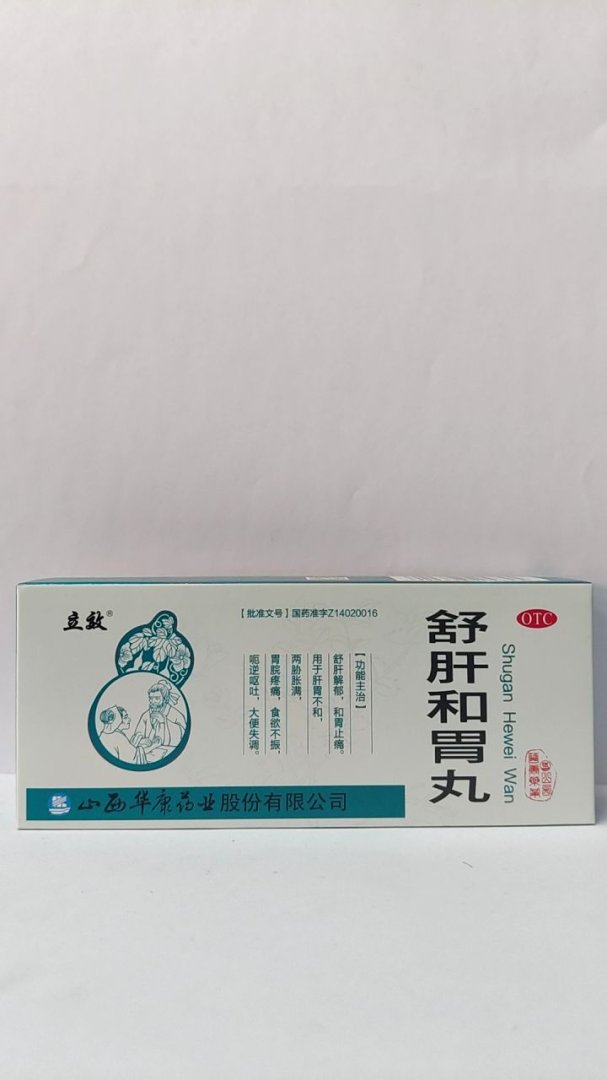 立效®
【批准文号】国药准字Z14020016
【功能主治】
舒肝解郁，和胃止痛。
用于肝胃不和，
两胁胀满，
胃脘疼痛，食欲不振，
呃逆呕吐，大便失调。
舒肝和胃丸
Shugan Hewei Wan
OTC
山西华康药业股份有限公司